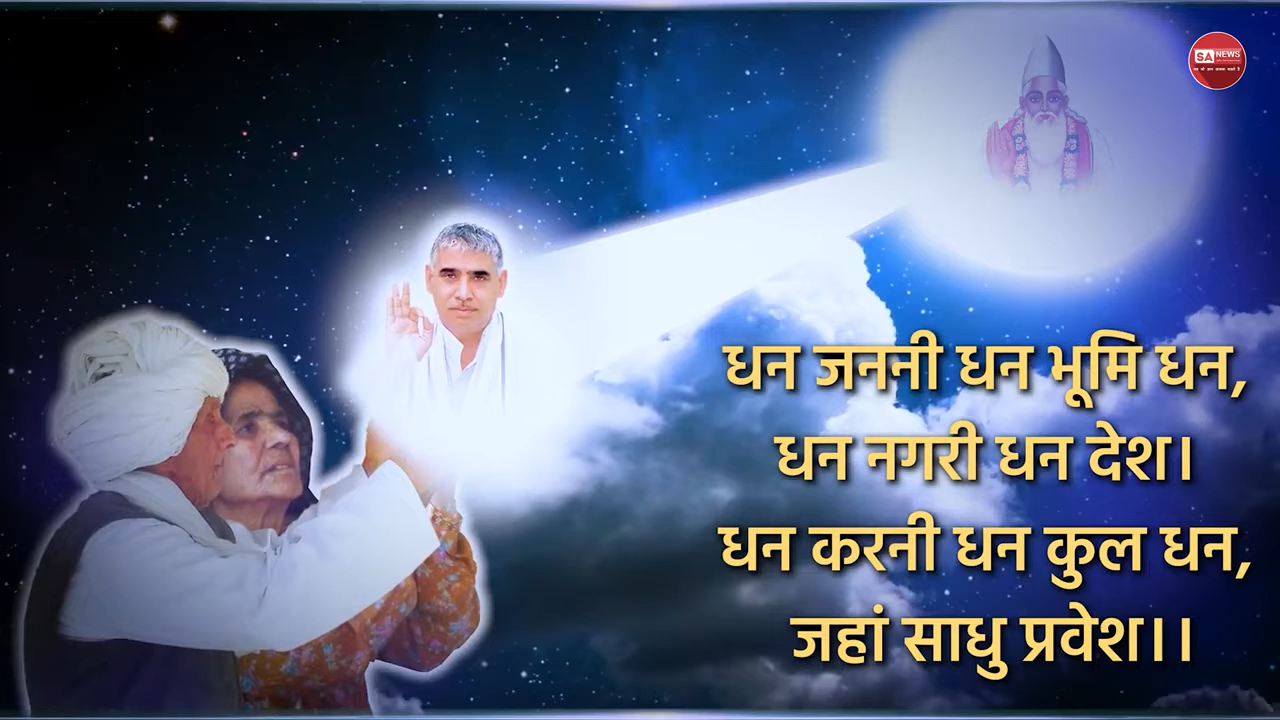 SA NEWS
धन जननी धन भूमि धन,
धन नगरी धन देश।
धन करनी धन कुल धन,
जहां साधु प्रवेश।।